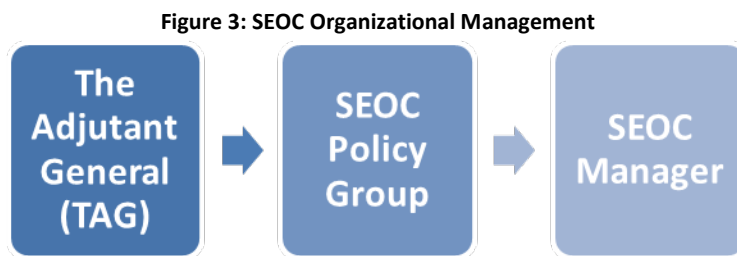 Figure 3: SEOC Organizational Management
The
Adjutant
General
(TAG)
SEOC
Policy
Group
SEOC
Manager